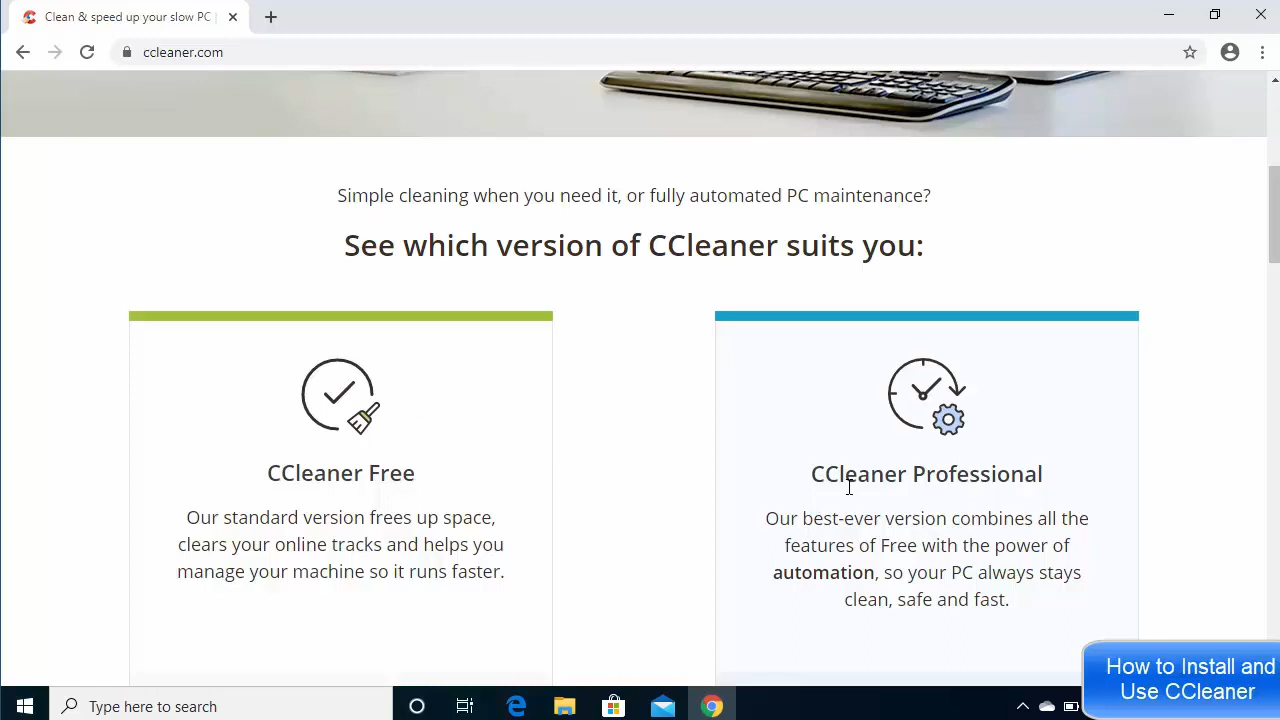 Clean & speed up your slow PC
ccleaner.com
Simple cleaning when you need it, or fully automated PC maintenance?
See which version of CCleaner suits you:
CCleaner Free
Our standard version frees up space,
clears your online tracks and helps you
manage your machine so it runs faster.
CCleaner Professional
Our best-ever version combines all the
features of Free with the power of
automation, so your PC always stays
clean, safe and fast.
How to Install and
Use CCleaner
Type here to search